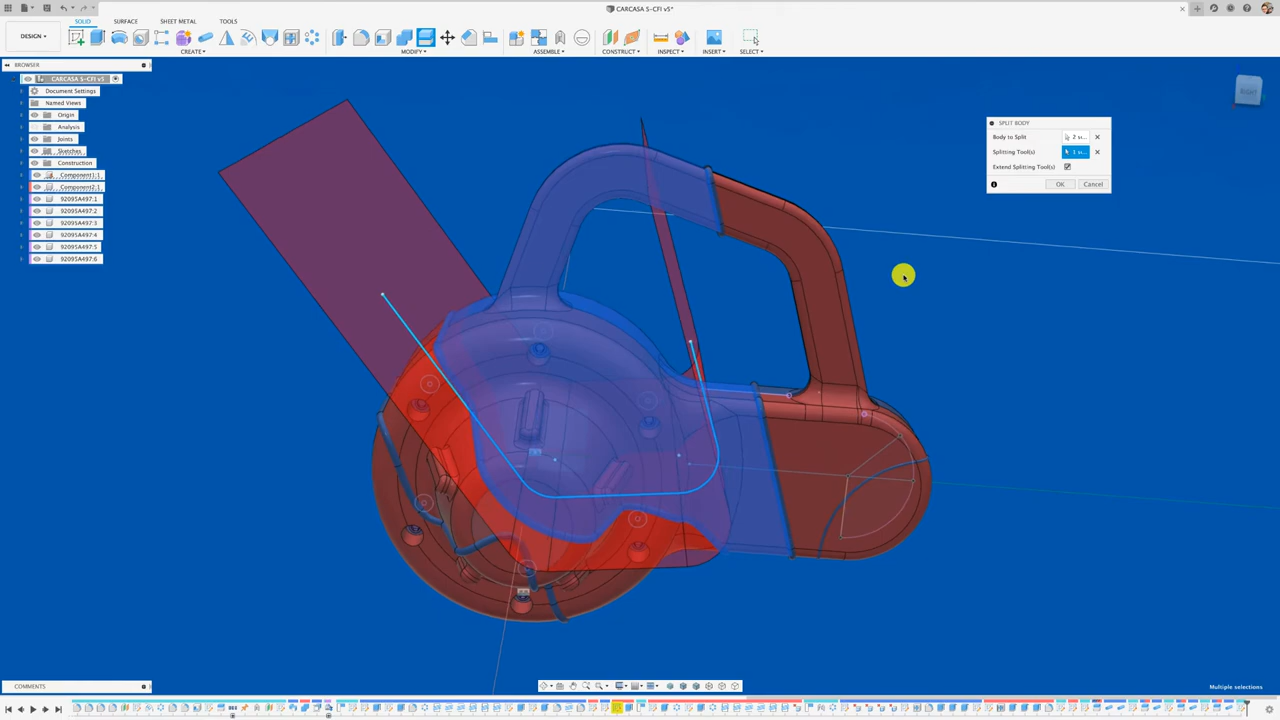 CARCASA S-CFI v5*
DESIGN
SOLID
SURFACE
SHEET METAL
TOOLS
CREATE
MODIFY
ASSEMBLE
CONSTRUCT
INSPECT
INSERT
SELECT
BROWSER
CARCASA S-CFI v5
Document Settings
Named Views
Origin
Analysis
Joints
Sketches
Construction
Component1:1
Component2:1
92095A497:1
92095A497:2
92095A497:3
92095A497:4
92095A497:5
92095A497:6
RIGHT
SPLIT BODY
Body to Split
Splitting Tool(s)
Extend Splitting Tool(s)
OK
Cancel
COMMENTS
Multiple selections